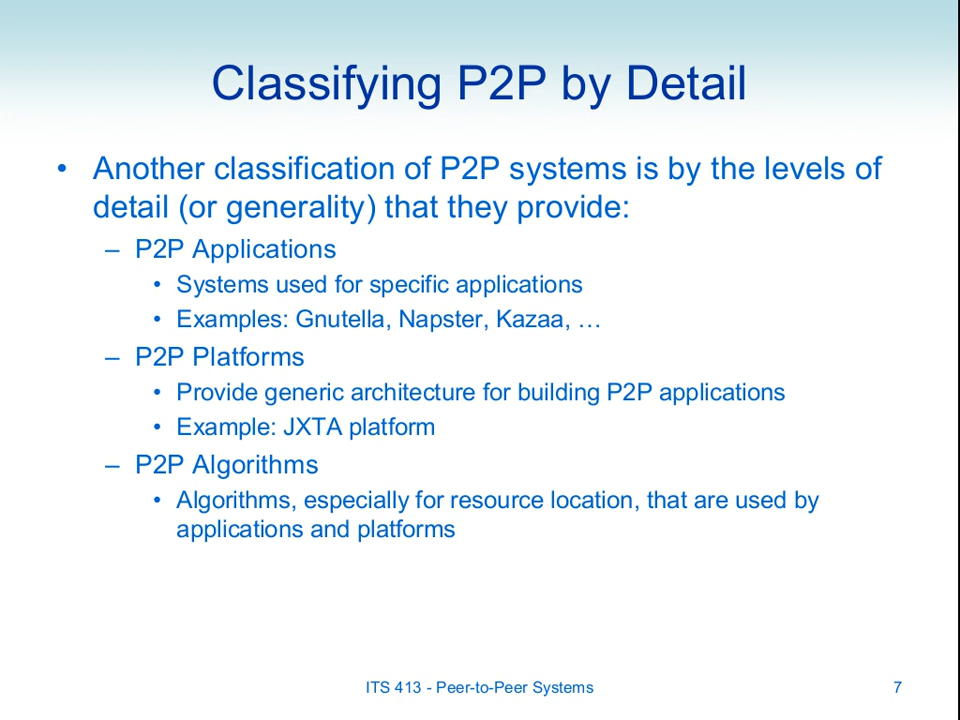 Classifying P2P by Detail
• Another classification of P2P systems is by the levels of
detail (or generality) that they provide:
– P2P Applications
• Systems used for specific applications
• Examples: Gnutella, Napster, Kazaa, …
– P2P Platforms
• Provide generic architecture for building P2P applications
• Example: JXTA platform
– P2P Algorithms
• Algorithms, especially for resource location, that are used by
applications and platforms
ITS 413 - Peer-to-Peer Systems
7